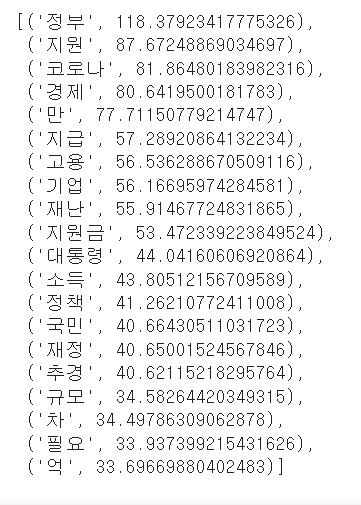 [('정부', 118.37923417775326),
('지원', 87.67248869034697),
('코로나', 81.86480183982316),
('경제', 80.6419500181783),
('만', 77.71150779214747),
('지급', 57.28920864132234),
('고용', 56.536288670509116),
('기업', 56.16695974284581),
('재난', 55.91467724831865),
('지원금', 53.472339223849524),
('대통령', 44.04160606920864),
('소득', 43.80512156709589),
('정책', 41.26210772411008),
('국민', 40.66430511031723),
('재정', 40.65001524567846),
('추경', 40.62115218295764),
('규모', 34.58264420349315),
('차', 34.49786309062878),
('필요', 33.937399215431626),
('억', 33.69669880402483)]